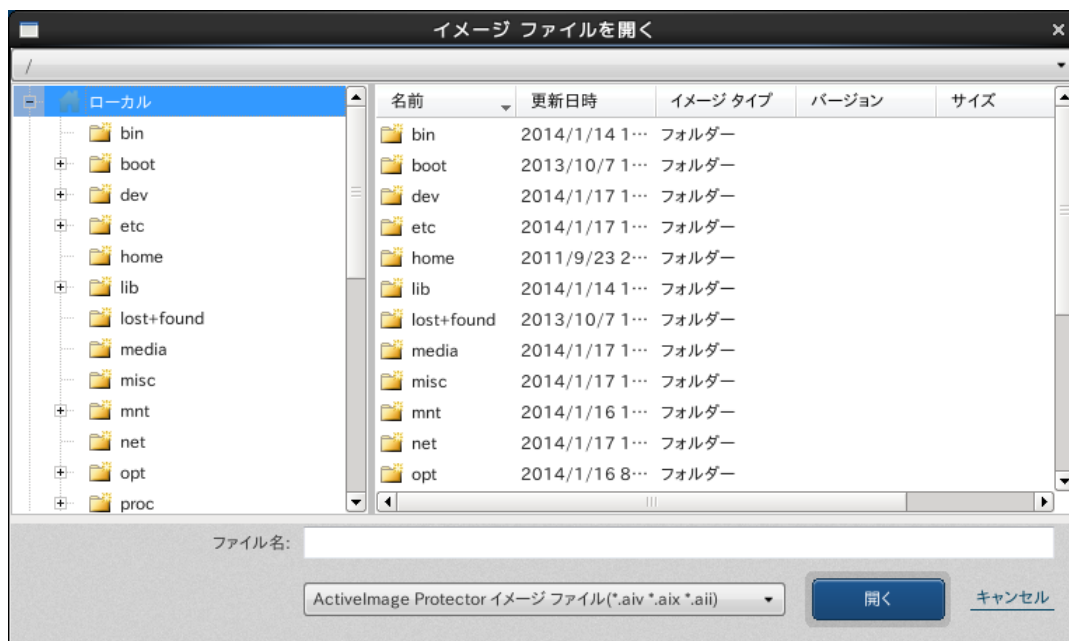 イメージ ファイルを開く
/
ローカル
bin
boot
dev
etc
home
lib
lost+found
media
misc
mnt
net
opt
proc
名前 更新日時 イメージ タイプ バージョン サイズ
bin 2014/1/14 1… フォルダー
boot 2013/10/7 1… フォルダー
dev 2014/1/17 1… フォルダー
etc 2014/1/17 1… フォルダー
home 2011/9/23 2… フォルダー
lib 2014/1/14 1… フォルダー
lost+found 2013/10/7 1… フォルダー
media 2014/1/17 1… フォルダー
misc 2014/1/17 1… フォルダー
mnt 2014/1/16 1… フォルダー
net 2014/1/17 1… フォルダー
opt 2014/1/16 8… フォルダー
ファイル名:
ActiveImage Protector イメージ ファイル(*.aiv *.aix *.aii)
開く
キャンセル